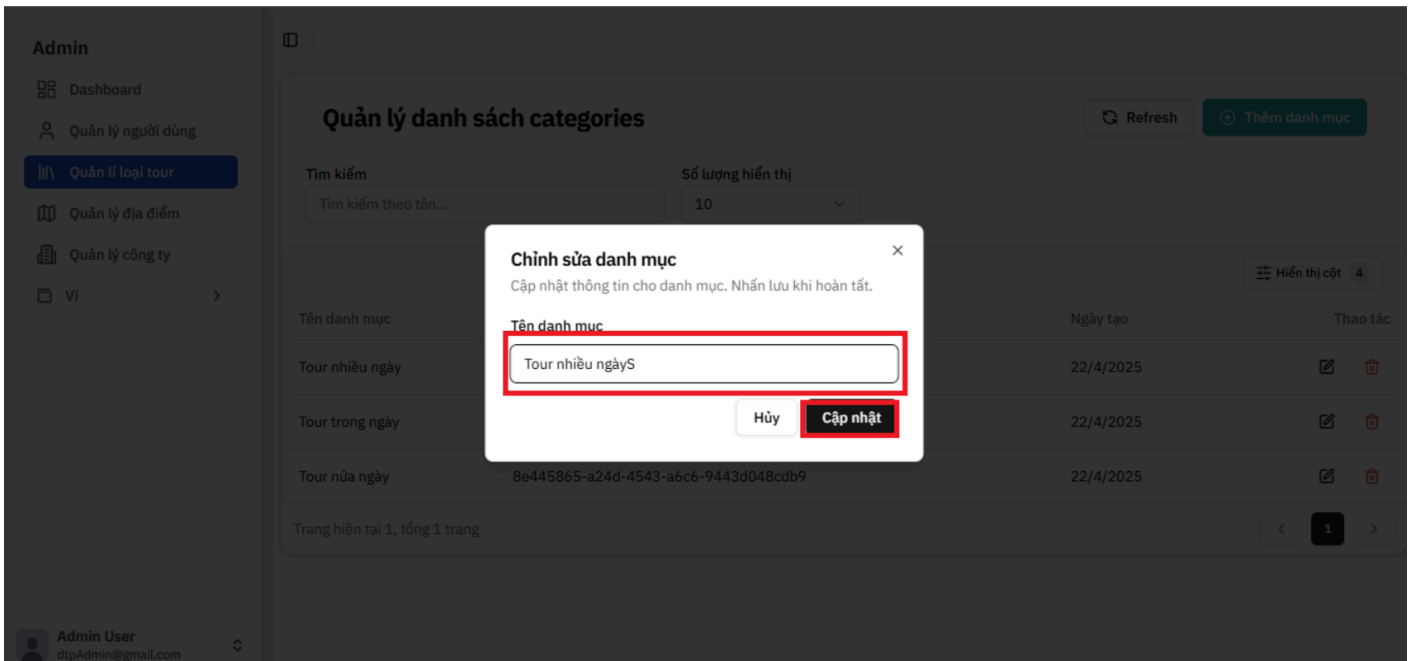 Admin
Dashboard
Quản lý người dùng
Quản lí loại tour
Quản lý địa điểm
Quản lý công ty
Ví
Quản lý danh sách categories
Refresh
Thêm danh mục
Tìm kiếm
Số lượng hiển thị
Tìm kiếm theo tên...
10
Hiển thị cột 4
Tên danh mục
Ngày tạo
Thao tác
Tour nhiều ngày
22/4/2025
Tour trong ngày
22/4/2025
Tour nửa ngày
8e445865-a24d-4543-a6c6-9443d048cdb9
22/4/2025
Trang hiện tại 1, tổng 1 trang
1
Chỉnh sửa danh mục
Cập nhật thông tin cho danh mục. Nhấn lưu khi hoàn tất.
Tên danh mục
Tour nhiều ngàyS
Hủy
Cập nhật
Admin User
dtpAdmin@gmail.com